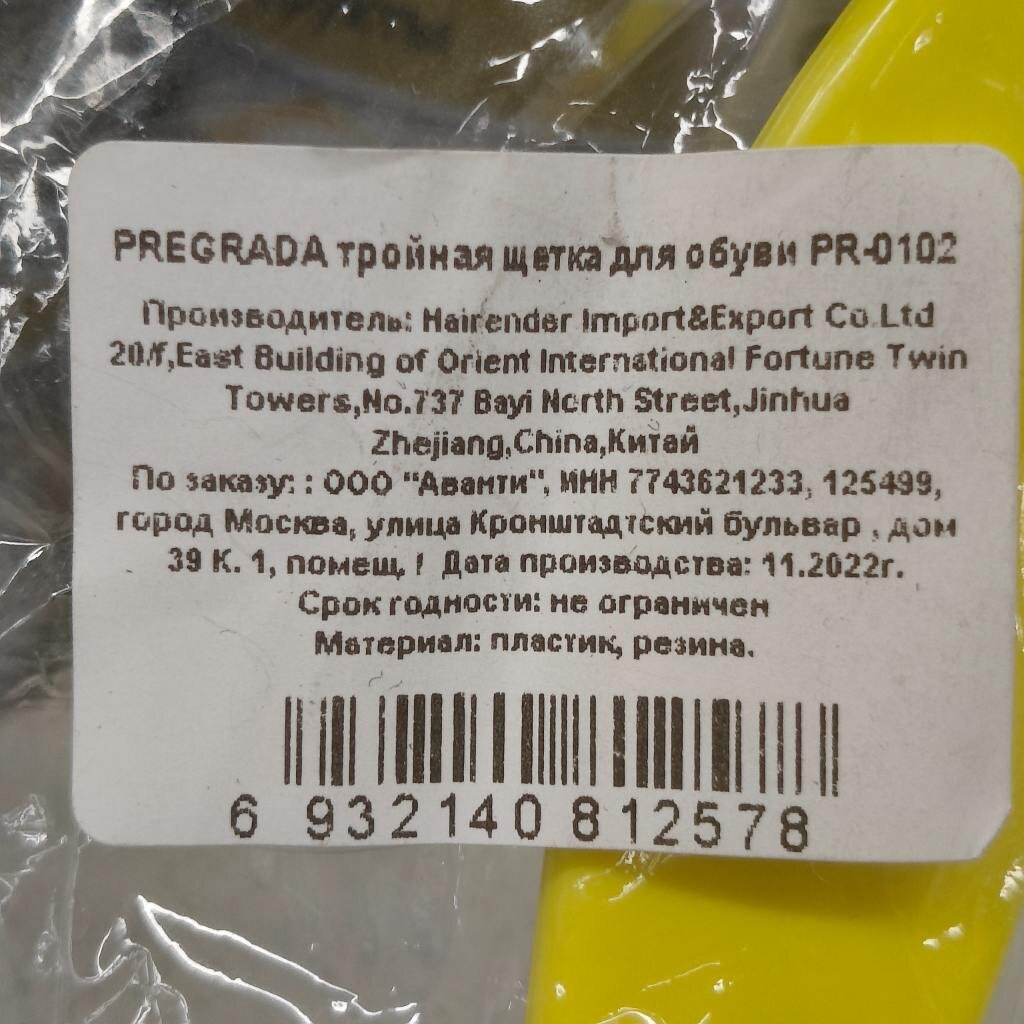 PREGRADA тройная щетка для обуви PR-0102
Производитель: Hairender Import&Export Co.Ltd
20/f,East Building of Orient International Fortune Twin
Towers,No.737 Bayi North Street,Jinhua
Zhejiang,China,Китай
По заказу: : ООО "Аванти", ИНН 7743621233, 125499,
город Москва, улица Кронштадтский бульвар , дом
39 К. 1, помещ. I Дата производства: 11.2022г.
Срок годности: не ограничен
Материал: пластик, резина.
6 932140 812578